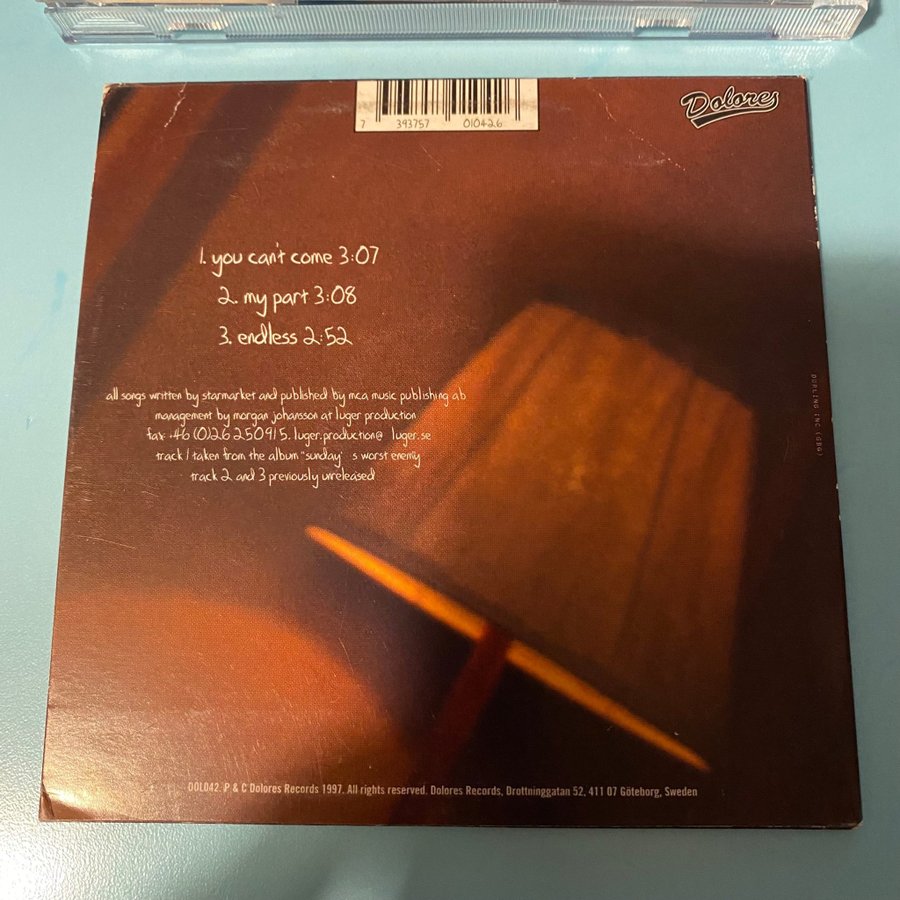 7 393757 010426
Dolores
1. you can't come 3:07
2. my part 3:08
3. endless 2:52
all songs written by starmarket and published by mca music publishing ab
management by morgan johansson at luger production
fax: +46 (0)26 250915. luger.production@ luger.se
track 1 taken from the album "sunday' s worst enemy
track 2 and 3 previously unreleased
DURLING INC (GBG)
DOL042. P & C Dolores Records 1997. All rights reserved. Dolores Records, Drottninggatan 52, 411 07 Göteborg, Sweden